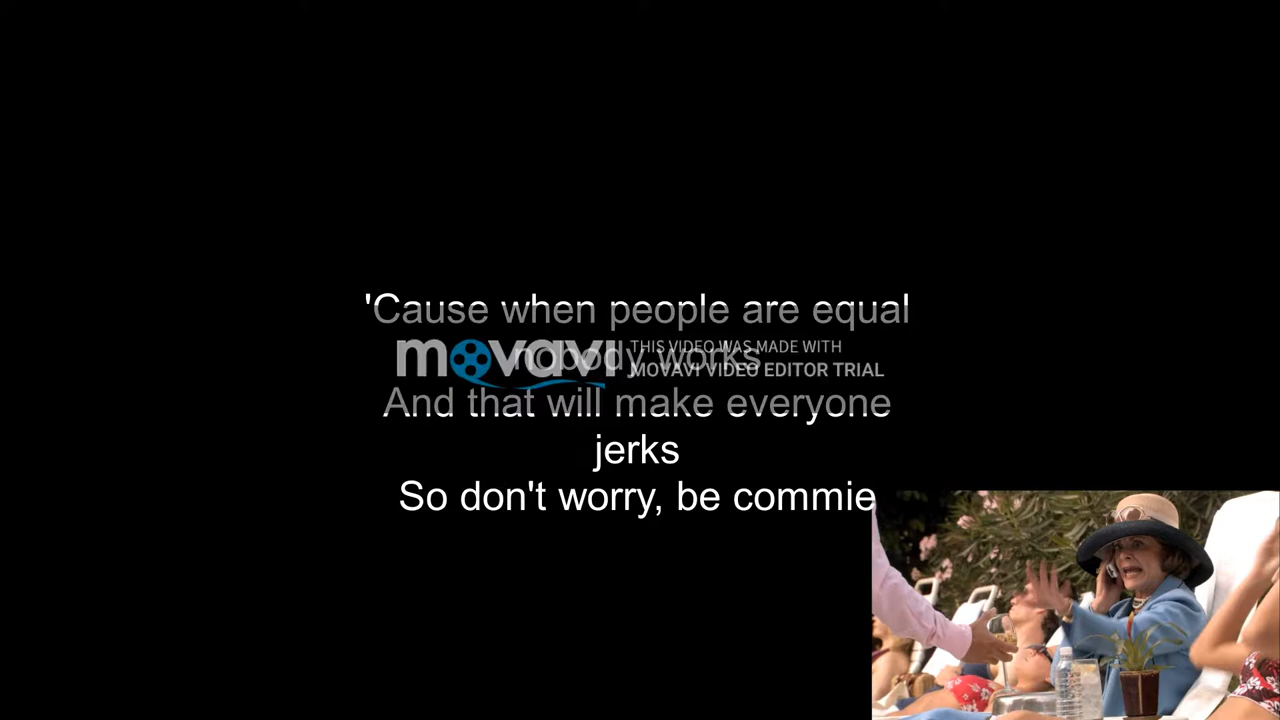 'Cause when people are equal
nobody works
movavi
THIS VIDEO WAS MADE WITH
MOVAVI VIDEO EDITOR TRIAL
And that will make everyone
jerks
So don't worry, be commie